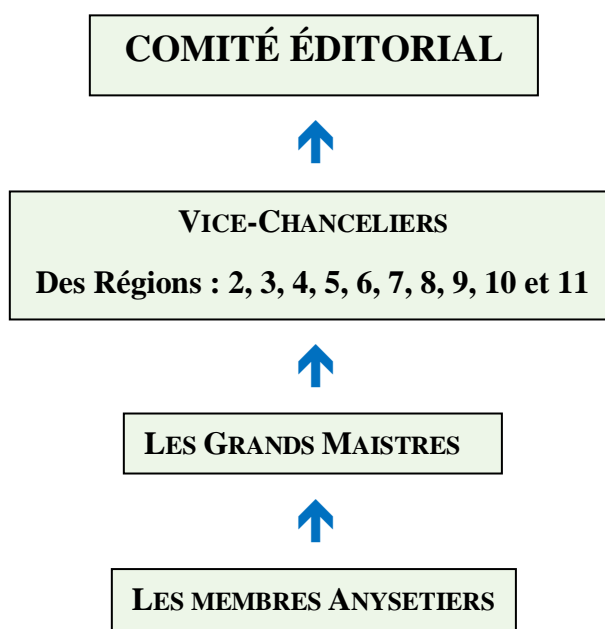 COMITÉ ÉDITORIAL
VICE-CHANCELIERS
Des Régions : 2, 3, 4, 5, 6, 7, 8, 9, 10 et 11
LES GRANDS MAISTRES
LES MEMBRES ANYSETIERS